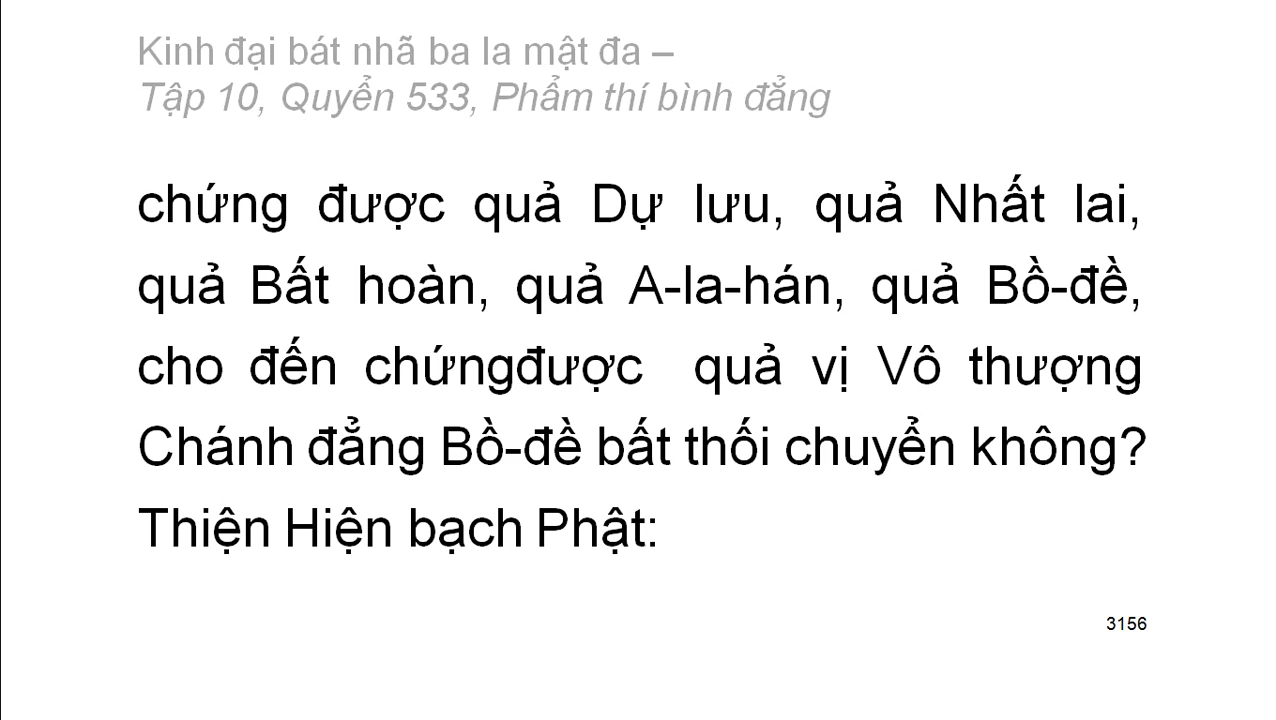 Kinh đại bát nhã ba la mật đa –
Tập 10, Quyển 533, Phẩm thí bình đẳng
chứng được quả Dự lưu, quả Nhất lai,
quả Bất hoàn, quả A-la-hán, quả Bồ-đề,
cho đến chứngđược quả vị Vô thượng
Chánh đẳng Bồ-đề bất thối chuyển không?
Thiện Hiện bạch Phật:
3156